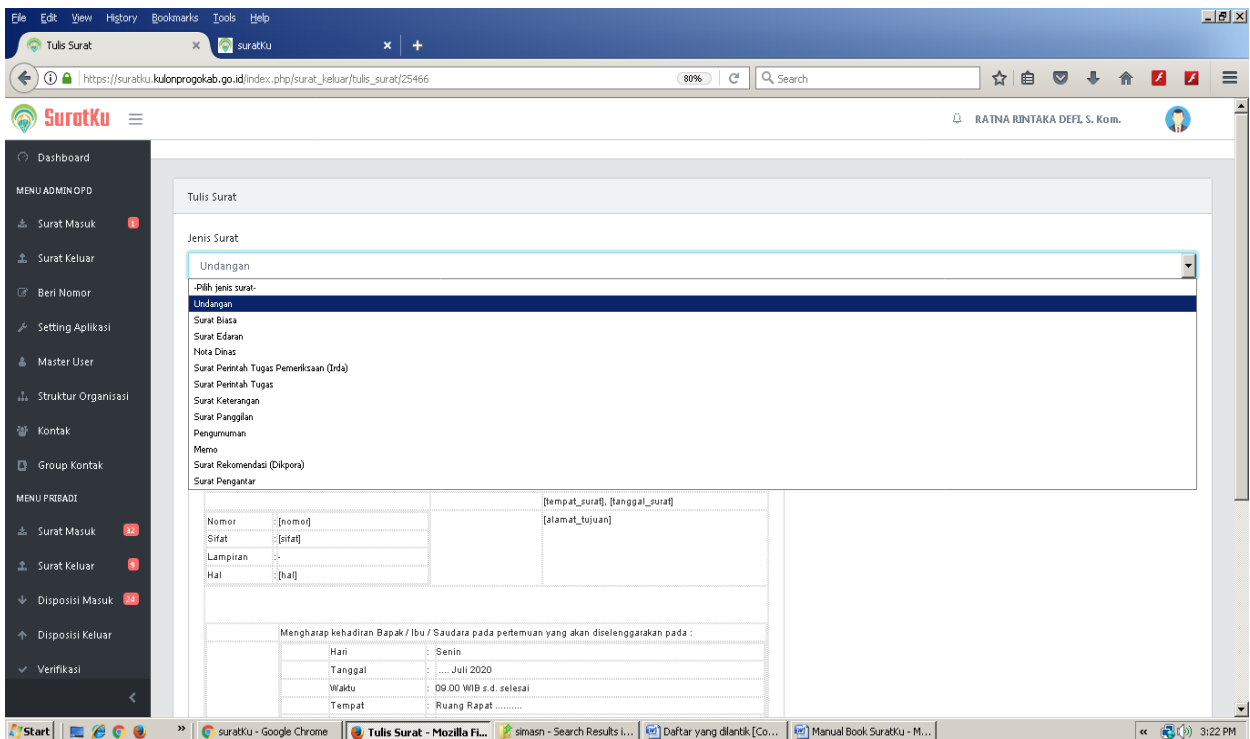 File Edit View History Bookmarks Tools Help
Tulis Surat × suratKu × +
https://suratku.kulonprogokab.go.id/index.php/surat_keluar/tulis_surat/25466 80% Search
SuratKu RATNA RINTAKA DEFI, S. Kom.
Dashboard
MENU ADMIN OPD
Surat Masuk 1
Surat Keluar
Beri Nomor
Setting Aplikasi
Master User
Struktur Organisasi
Kontak
Group Kontak
MENU PRIBADI
Surat Masuk 32
Surat Keluar 9
Disposisi Masuk 24
Disposisi Keluar
Verifikasi
Tulis Surat
Jenis Surat
Undangan
-Pilih jenis surat-
Undangan
Surat Biasa
Surat Edaran
Nota Dinas
Surat Perintah Tugas Pemeriksaan (Irda)
Surat Perintah Tugas
Surat Keterangan
Surat Panggilan
Pengumuman
Memo
Surat Rekomendasi (Dikpora)
Surat Pengantar
[tempat_surat], [tanggal_surat]
Nomor : [nomor] [alamat_tujuan]
Sifat : [sifat]
Lampiran : -
Hal : [hal]
Mengharap kehadiran Bapak / Ibu / Saudara pada pertemuan yang akan diselenggarakan pada :
Hari : Senin
Tanggal : .... Juli 2020
Waktu : 09.00 WIB s.d. selesai
Tempat : Ruang Rapat ..........
Start » suratKu - Google Chrome Tulis Surat - Mozilla Fi... simasn - Search Results i... Daftar yang dilantik [Co... Manual Book SuratKu - M... « 3:22 PM